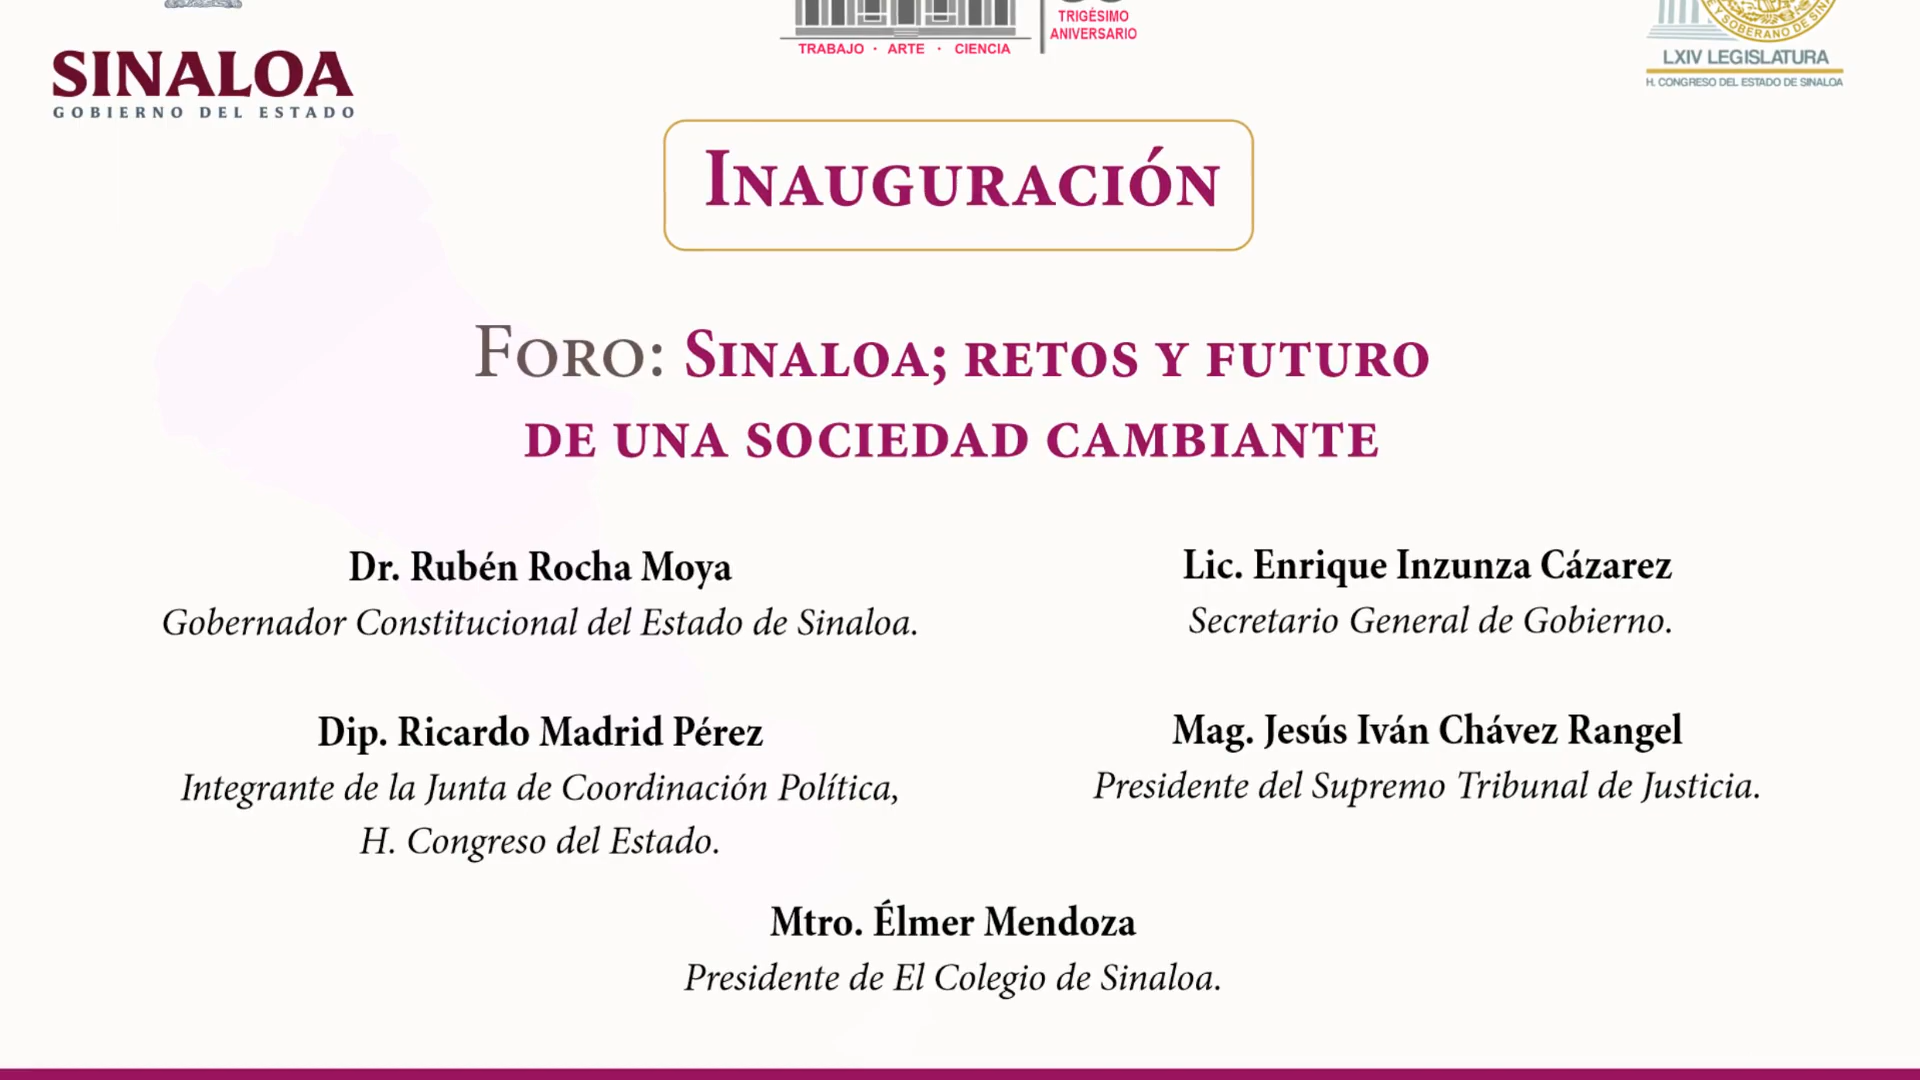 SINALOA
GOBIERNO DEL ESTADO
TRABAJO · ARTE · CIENCIA
TRIGÉSIMO
ANIVERSARIO
Y SOBERANO DE SINA
LXIV LEGISLATURA
H. CONGRESO DEL ESTADO DE SINALOA
INAUGURACIÓN
FORO: SINALOA; RETOS Y FUTURO
DE UNA SOCIEDAD CAMBIANTE
Dr. Rubén Rocha Moya
Gobernador Constitucional del Estado de Sinaloa.
Lic. Enrique Inzunza Cázarez
Secretario General de Gobierno.
Dip. Ricardo Madrid Pérez
Integrante de la Junta de Coordinación Política,
H. Congreso del Estado.
Mag. Jesús Iván Chávez Rangel
Presidente del Supremo Tribunal de Justicia.
Mtro. Élmer Mendoza
Presidente de El Colegio de Sinaloa.